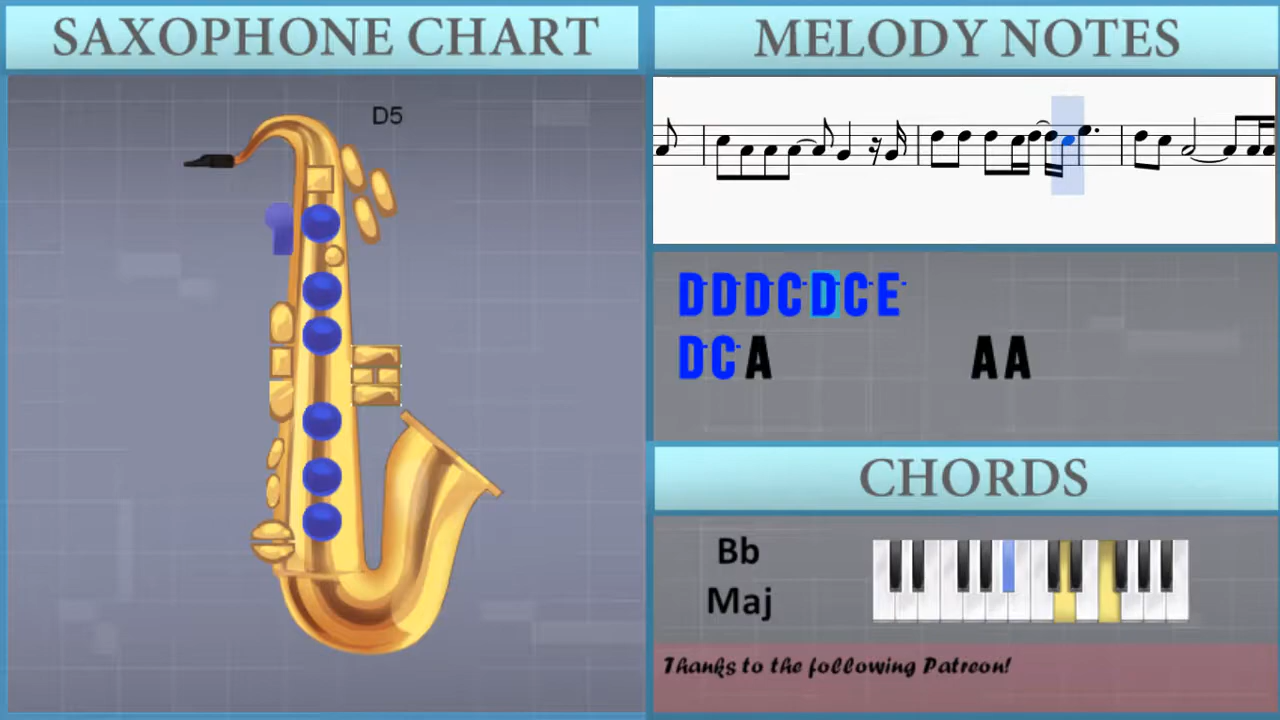 SAXOPHONE CHART
D5
MELODY NOTES
DDDCDCE
DCA AA
CHORDS
Bb
Maj
Thanks to the following Patreon!